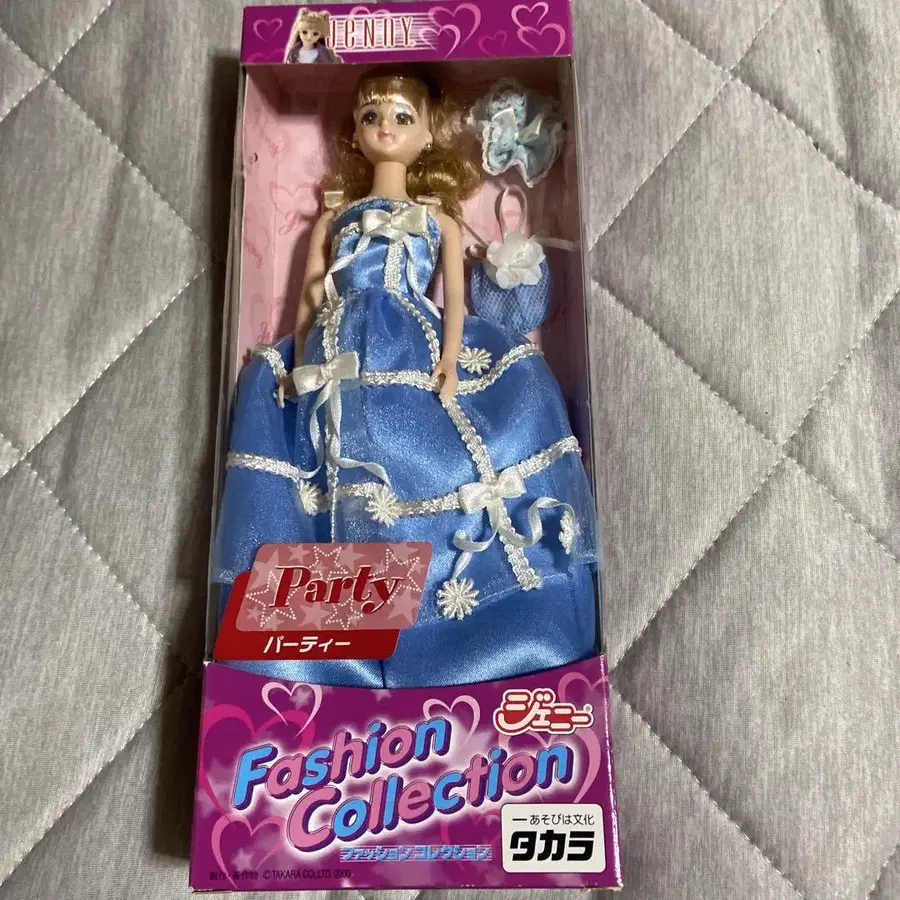 JENNY
Party
パーティー
ジェニー
Fashion
Collection
ファッションコレクション
ーあそびは文化
タカラ
©TAKARA CO.,LTD. 2000